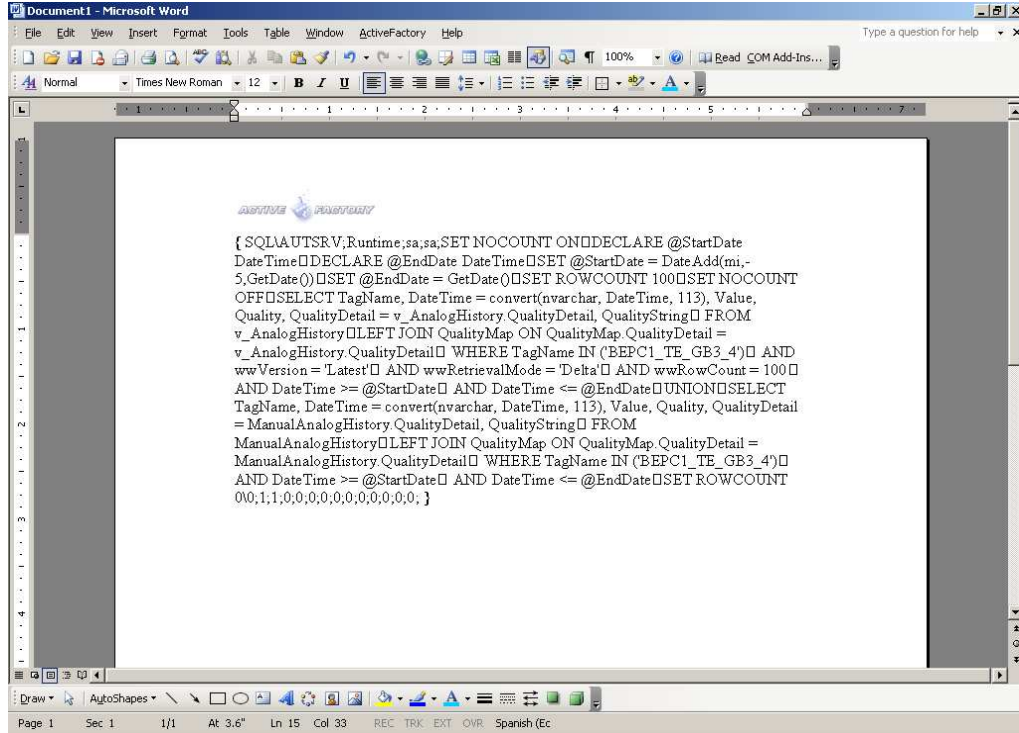 Document1 - Microsoft Word
File Edit View Insert Format Tools Table Window ActiveFactory Help Type a question for help
100% Read COM Add-Ins...
Normal Times New Roman 12 B I U
1 1 2 3 4 5 7
ACTIVE FACTORY
{ SQL\AUTSRV;Runtime;sa;sa;SET NOCOUNT ON▯DECLARE @StartDate
DateTime▯DECLARE @EndDate DateTime▯SET @StartDate = DateAdd(mi,-
5,GetDate())▯SET @EndDate = GetDate()▯SET ROWCOUNT 100▯SET NOCOUNT
OFF▯SELECT TagName, DateTime = convert(nvarchar, DateTime, 113), Value,
Quality, QualityDetail = v_AnalogHistory.QualityDetail, QualityString▯ FROM
v_AnalogHistory▯LEFT JOIN QualityMap ON QualityMap.QualityDetail =
v_AnalogHistory.QualityDetail▯ WHERE TagName IN ('BEPC1_TE_GB3_4')▯ AND
wwVersion = 'Latest'▯ AND wwRetrievalMode = 'Delta'▯ AND wwRowCount = 100▯
AND DateTime >= @StartDate▯ AND DateTime <= @EndDate▯UNION▯SELECT
TagName, DateTime = convert(nvarchar, DateTime, 113), Value, Quality, QualityDetail
= ManualAnalogHistory.QualityDetail, QualityString▯ FROM
ManualAnalogHistory▯LEFT JOIN QualityMap ON QualityMap.QualityDetail =
ManualAnalogHistory.QualityDetail▯ WHERE TagName IN ('BEPC1_TE_GB3_4')▯
AND DateTime >= @StartDate▯ AND DateTime <= @EndDate▯SET ROWCOUNT
0\0;1;1;0;0;0;0;0;0;0;0;0;0; }
Draw AutoShapes
Page 1 Sec 1 1/1 At 3.6" Ln 15 Col 33 REC TRK EXT OVR Spanish (Ec